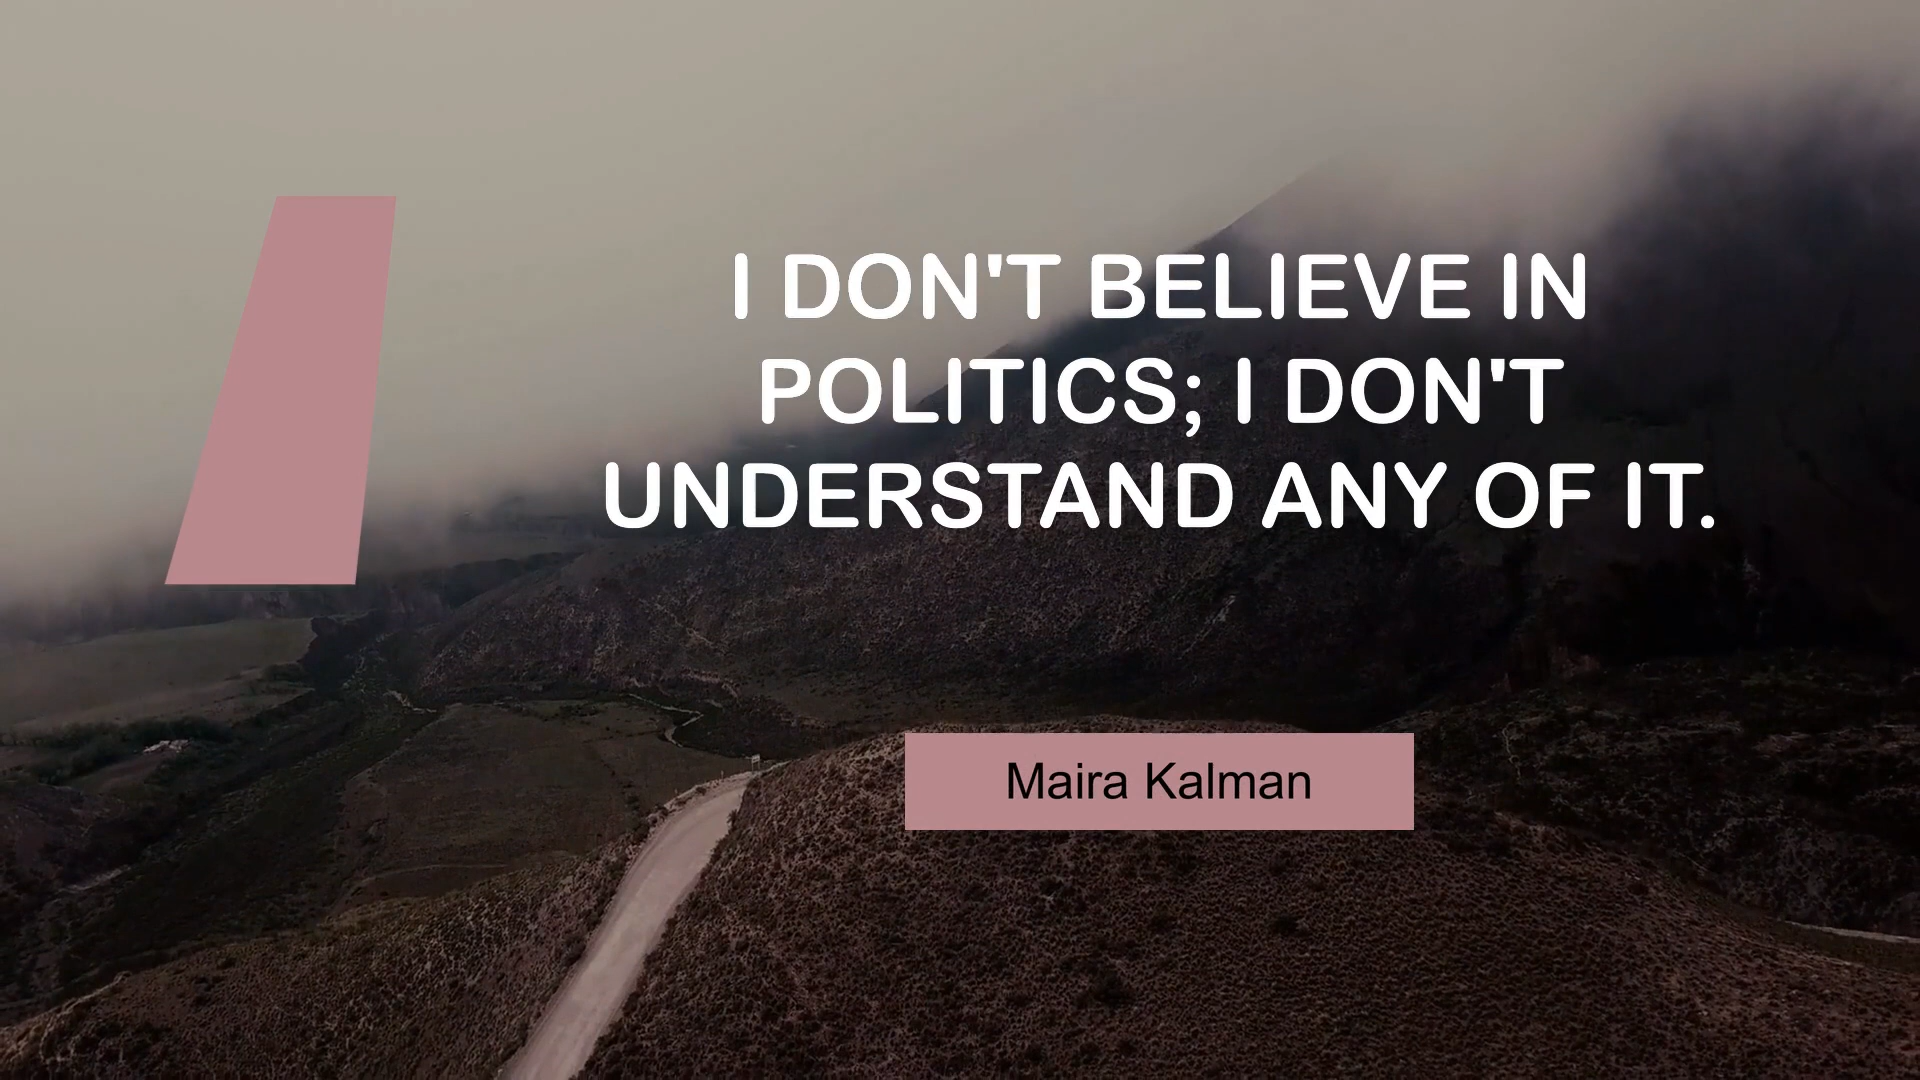 I DON'T BELIEVE IN
POLITICS; I DON'T
UNDERSTAND ANY OF IT.
Maira Kalman